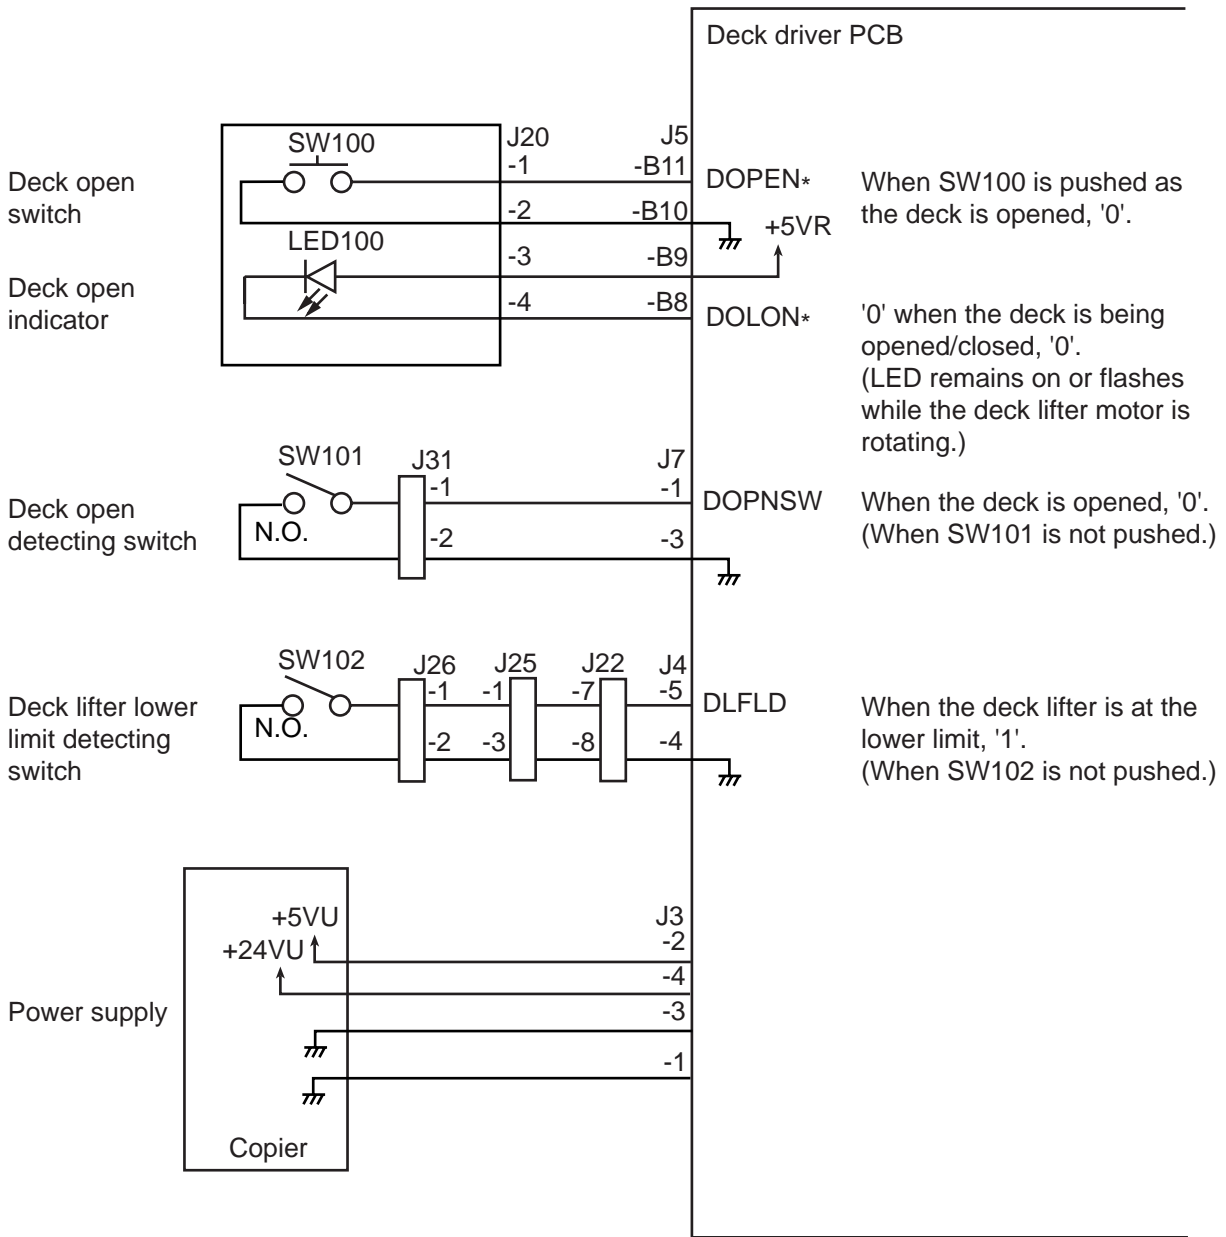 Deck driver PCB
Deck open
switch
SW100
J20
J5
-1
-B11
DOPEN*
When SW100 is pushed as
the deck is opened, '0'.
-2
-B10
+5VR
Deck open
indicator
LED100
-3
-B9
-4
-B8
DOLON*
'0' when the deck is being
opened/closed, '0'.
(LED remains on or flashes
while the deck lifter motor is
rotating.)
Deck open
detecting switch
SW101
N.O.
J31
J7
-1
-1
DOPNSW
When the deck is opened, '0'.
(When SW101 is not pushed.)
-2
-3
Deck lifter lower
limit detecting
switch
SW102
N.O.
J26
J25
J22
J4
-1
-1
-7
-5
DLFLD
When the deck lifter is at the
lower limit, '1'.
(When SW102 is not pushed.)
-2
-3
-8
-4
Power supply
+5VU
+24VU
J3
-2
-4
-3
-1
Copier